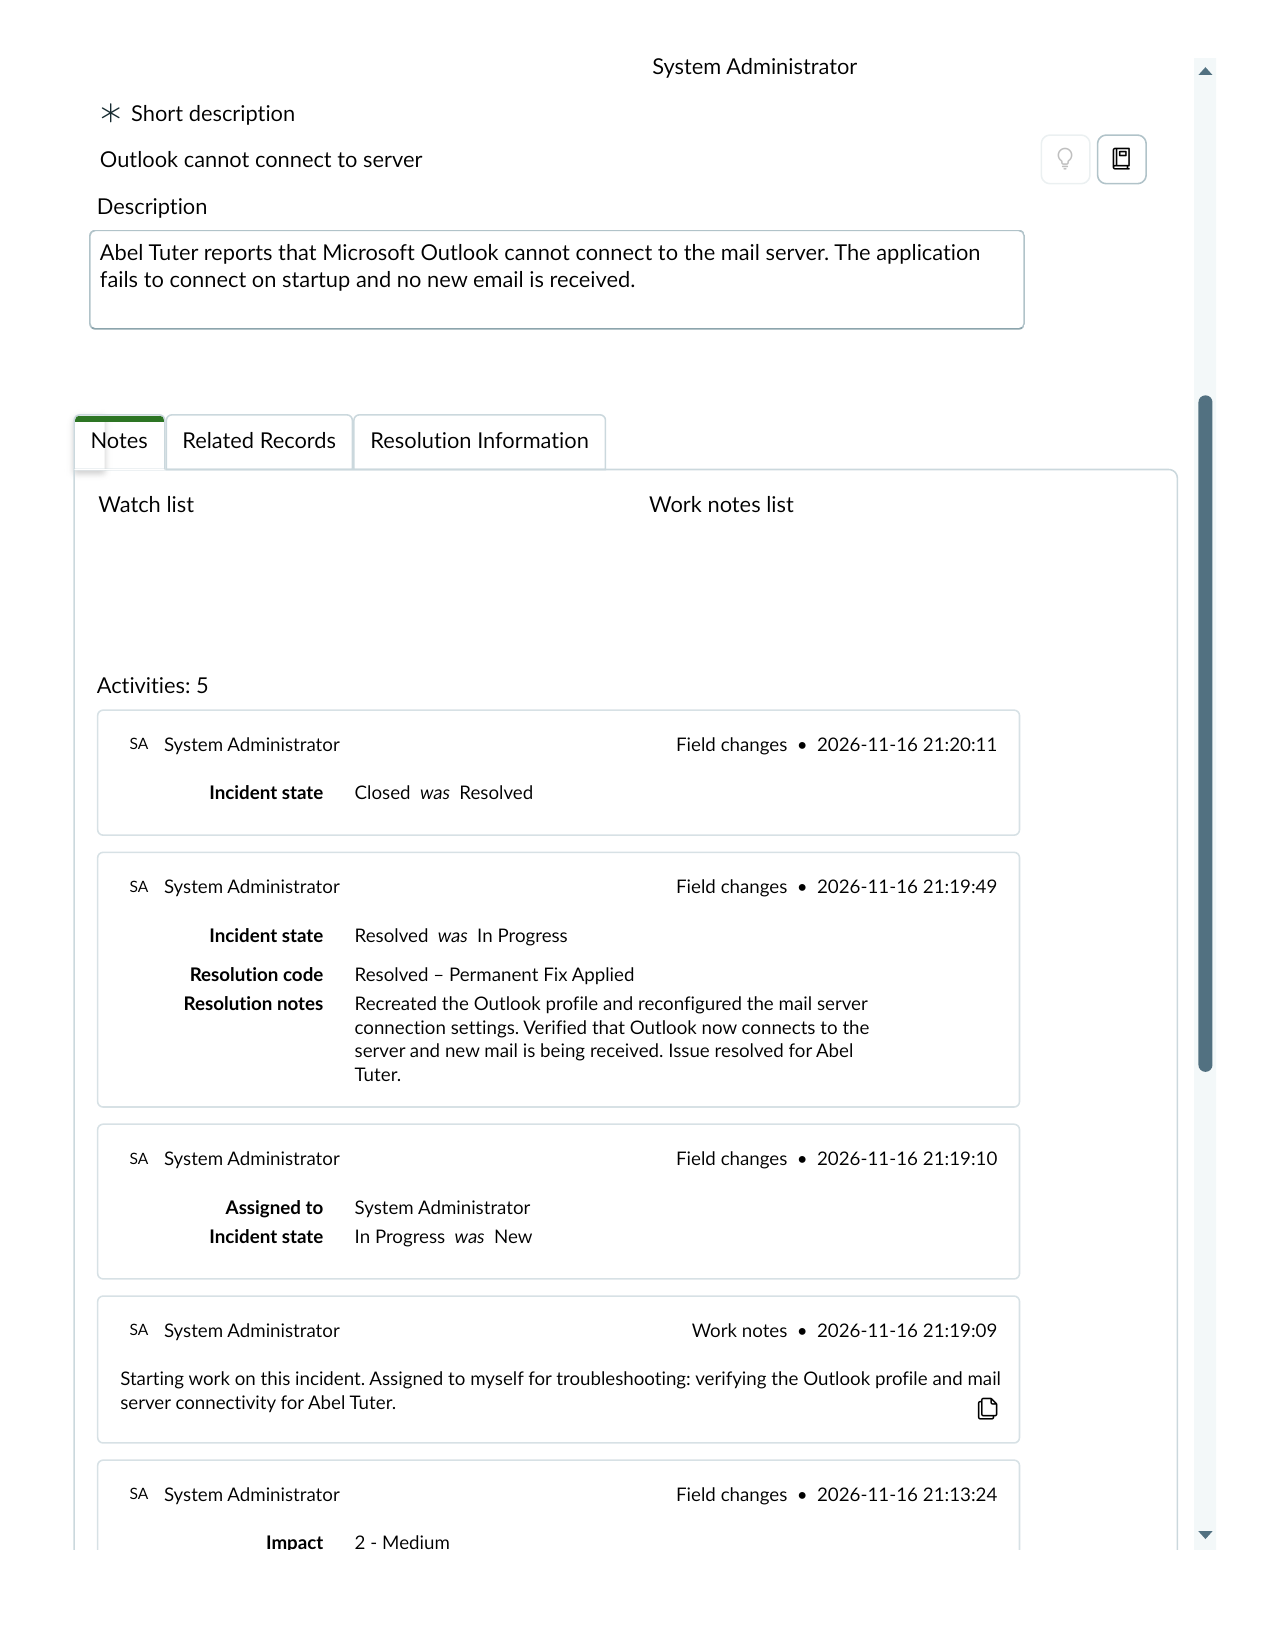 System Administrator
Short description
Outlook cannot connect to server
Description
Abel Tuter reports that Microsoft Outlook cannot connect to the mail server. The application
fails to connect on startup and no new email is received.
Notes Related Records Resolution Information
Watch list Work notes list
Activities: 5
SA System Administrator Field changes • 2026-11-16 21:20:11
Incident state Closed was Resolved
SA System Administrator Field changes • 2026-11-16 21:19:49
Incident state Resolved was In Progress
Resolution code Resolved – Permanent Fix Applied
Resolution notes Recreated the Outlook profile and reconfigured the mail server
connection settings. Verified that Outlook now connects to the
server and new mail is being received. Issue resolved for Abel
Tuter.
SA System Administrator Field changes • 2026-11-16 21:19:10
Assigned to System Administrator
Incident state In Progress was New
SA System Administrator Work notes • 2026-11-16 21:19:09
Starting work on this incident. Assigned to myself for troubleshooting: verifying the Outlook profile and mail
server connectivity for Abel Tuter.
SA System Administrator Field changes • 2026-11-16 21:13:24
Impact 2 - Medium